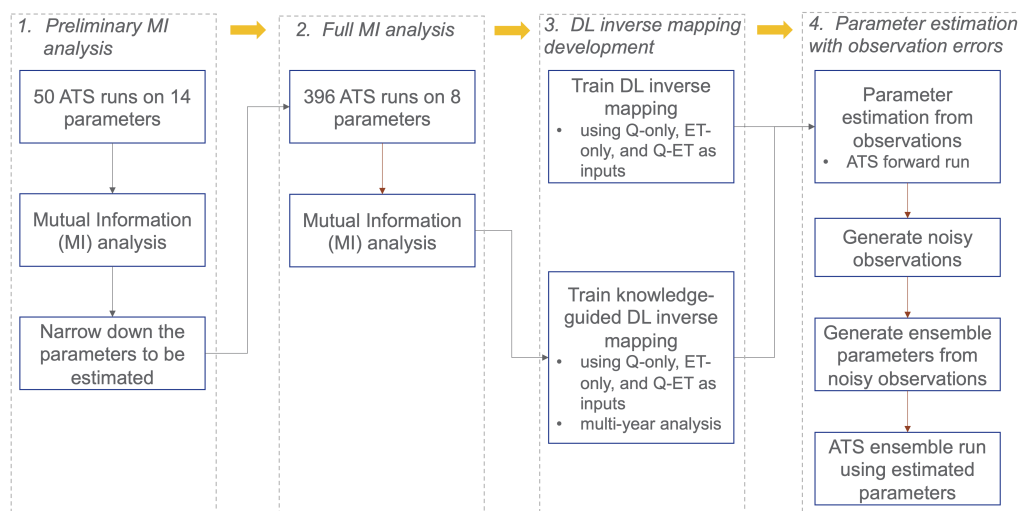 1. Preliminary MI
analysis
50 ATS runs on 14
parameters
Mutual Information
(MI) analysis
Narrow down the
parameters to be
estimated
2. Full MI analysis
396 ATS runs on 8
parameters
Mutual Information
(MI) analysis
3. DL inverse mapping
development
Train DL inverse
mapping
• using Q-only, ET-
only, and Q-ET as
inputs
Train knowledge-
guided DL inverse
mapping
• using Q-only, ET-
only, and Q-ET as
inputs
• multi-year analysis
4. Parameter estimation
with observation errors
Parameter
estimation from
observations
• ATS forward run
Generate noisy
observations
Generate ensemble
parameters from
noisy observations
ATS ensemble run
using estimated
parameters